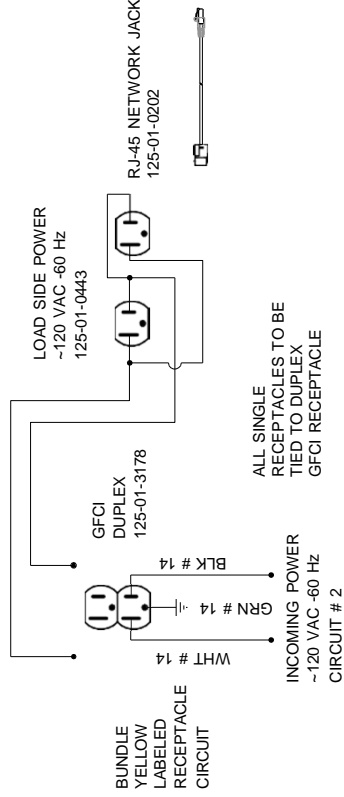 BUNDLE
YELLOW
LABELED
RECEPTACLE
CIRCUIT
GFCI
DUPLEX
125-01-3178
WHT # 14
GRN # 14
BLK # 14
INCOMING POWER
~120 VAC -60 Hz
CIRCUIT # 2
LOAD SIDE POWER
~120 VAC -60 Hz
125-01-0443
ALL SINGLE
RECEPTACLES TO BE
TIED TO DUPLEX
GFCI RECEPTACLE
RJ-45 NETWORK JACK
125-01-0202